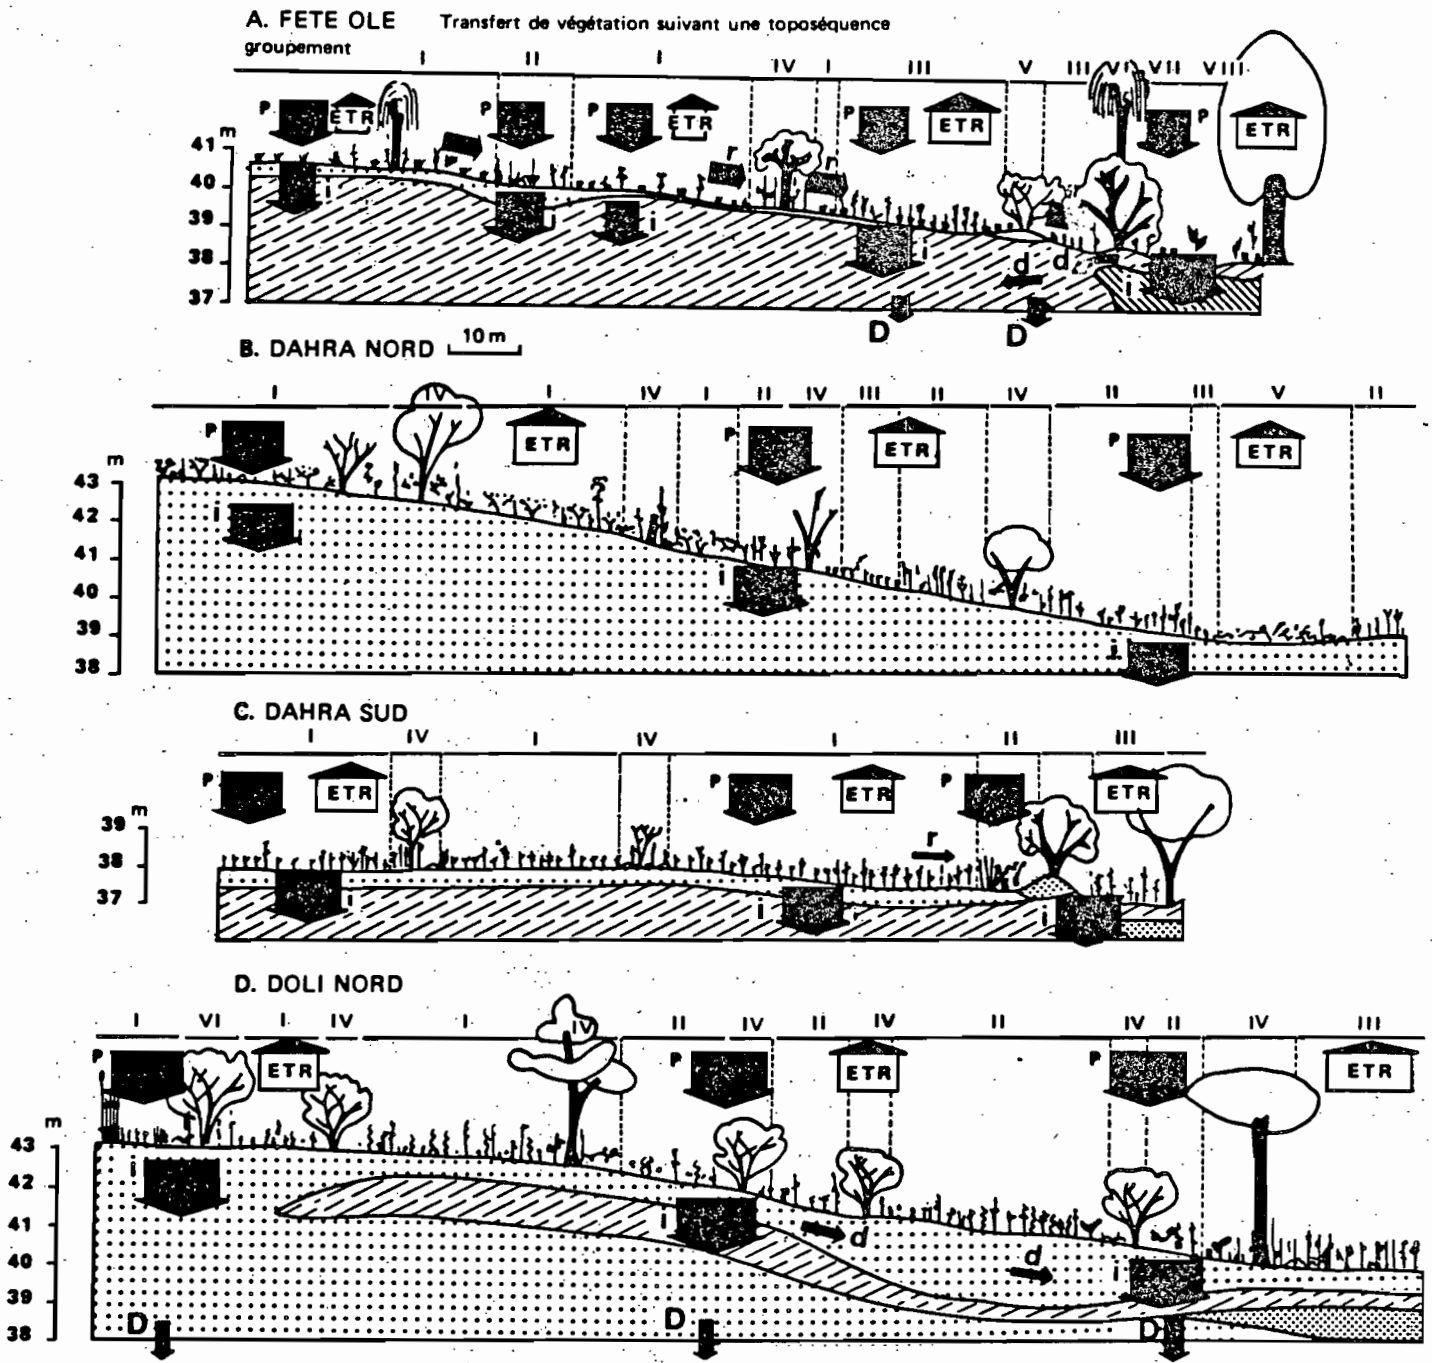 A. FETE OLE Transfert de végétation suivant une toposéquence
groupement
I II I IV I III V III VI VII VIII
P ETR P P ETR P ETR P ETR
m
41
40
39
38
37
r r
i i i i i
d d
D D
B. DAHRA NORD 10 m
I IV I IV I II IV III II IV II III V II
P ETR P ETR P ETR
m
43
42
41
40
39
38
i i i
C. DAHRA SUD
I IV I IV I II III
P ETR P ETR P ETR
m
39
38
37
r
i i i
D. DOLI NORD
I VI I IV I IV II IV II IV II IV II IV III
P ETR P ETR P ETR
m
43
42
41
40
39
38
i i i
d d
D D D